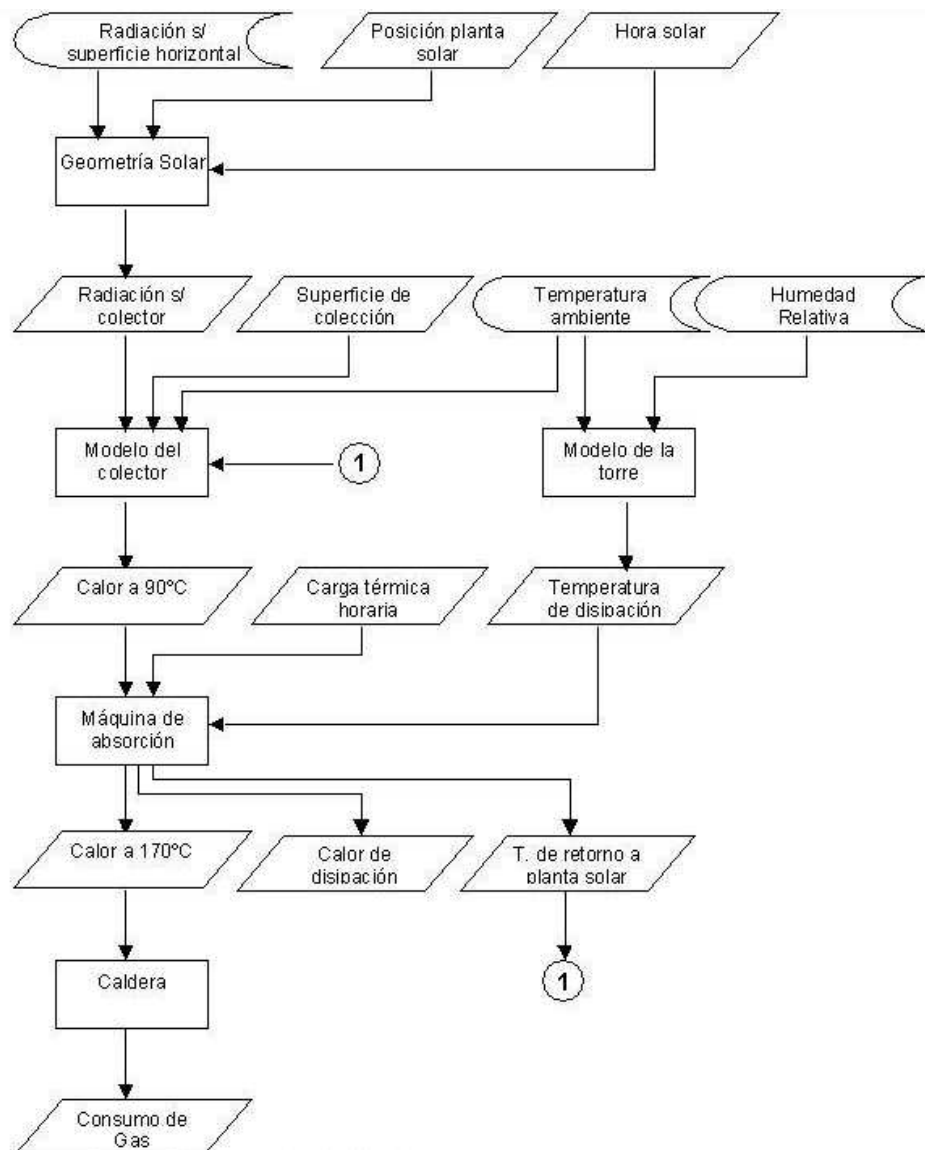 Radiación s/
superficie horizontal
Posición planta
solar
Hora solar
Geometría Solar
Radiación s/
colector
Superficie de
colección
Temperatura
ambiente
Humedad
Relativa
Modelo del
colector
1
Modelo de la
torre
Calor a 90°C
Carga térmica
horaria
Temperatura
de disipación
Máquina de
absorción
Calor a 170°C
Calor de
disipación
T. de retorno a
planta solar
Caldera
1
Consumo de
Gas